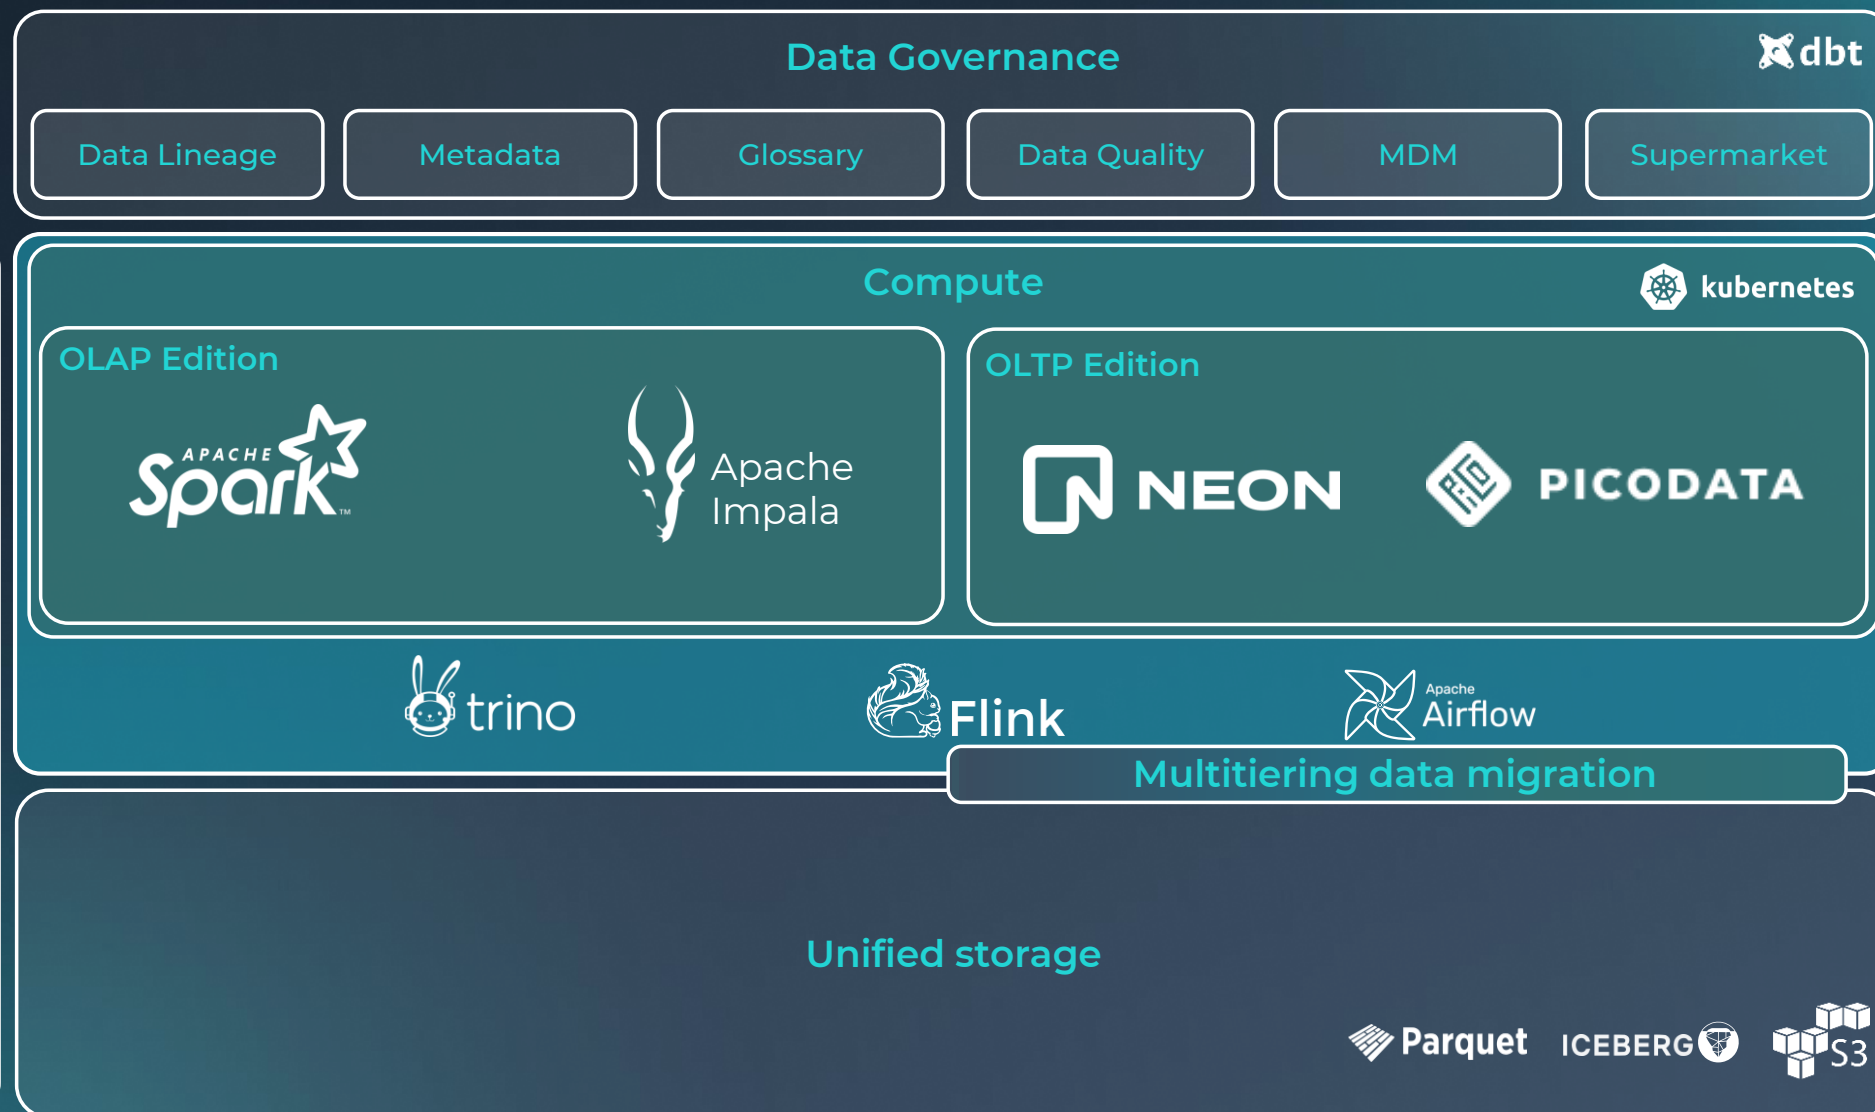 Data Governance
dbt
Data Lineage
Metadata
Glossary
Data Quality
MDM
Supermarket
Compute
kubernetes
OLAP Edition
OLTP Edition
APACHE
Spark™
Apache
Impala
NEON
PICODATA
trino
Flink
Apache
Airflow
Multitiering data migration
Unified storage
Parquet
ICEBERG
S3